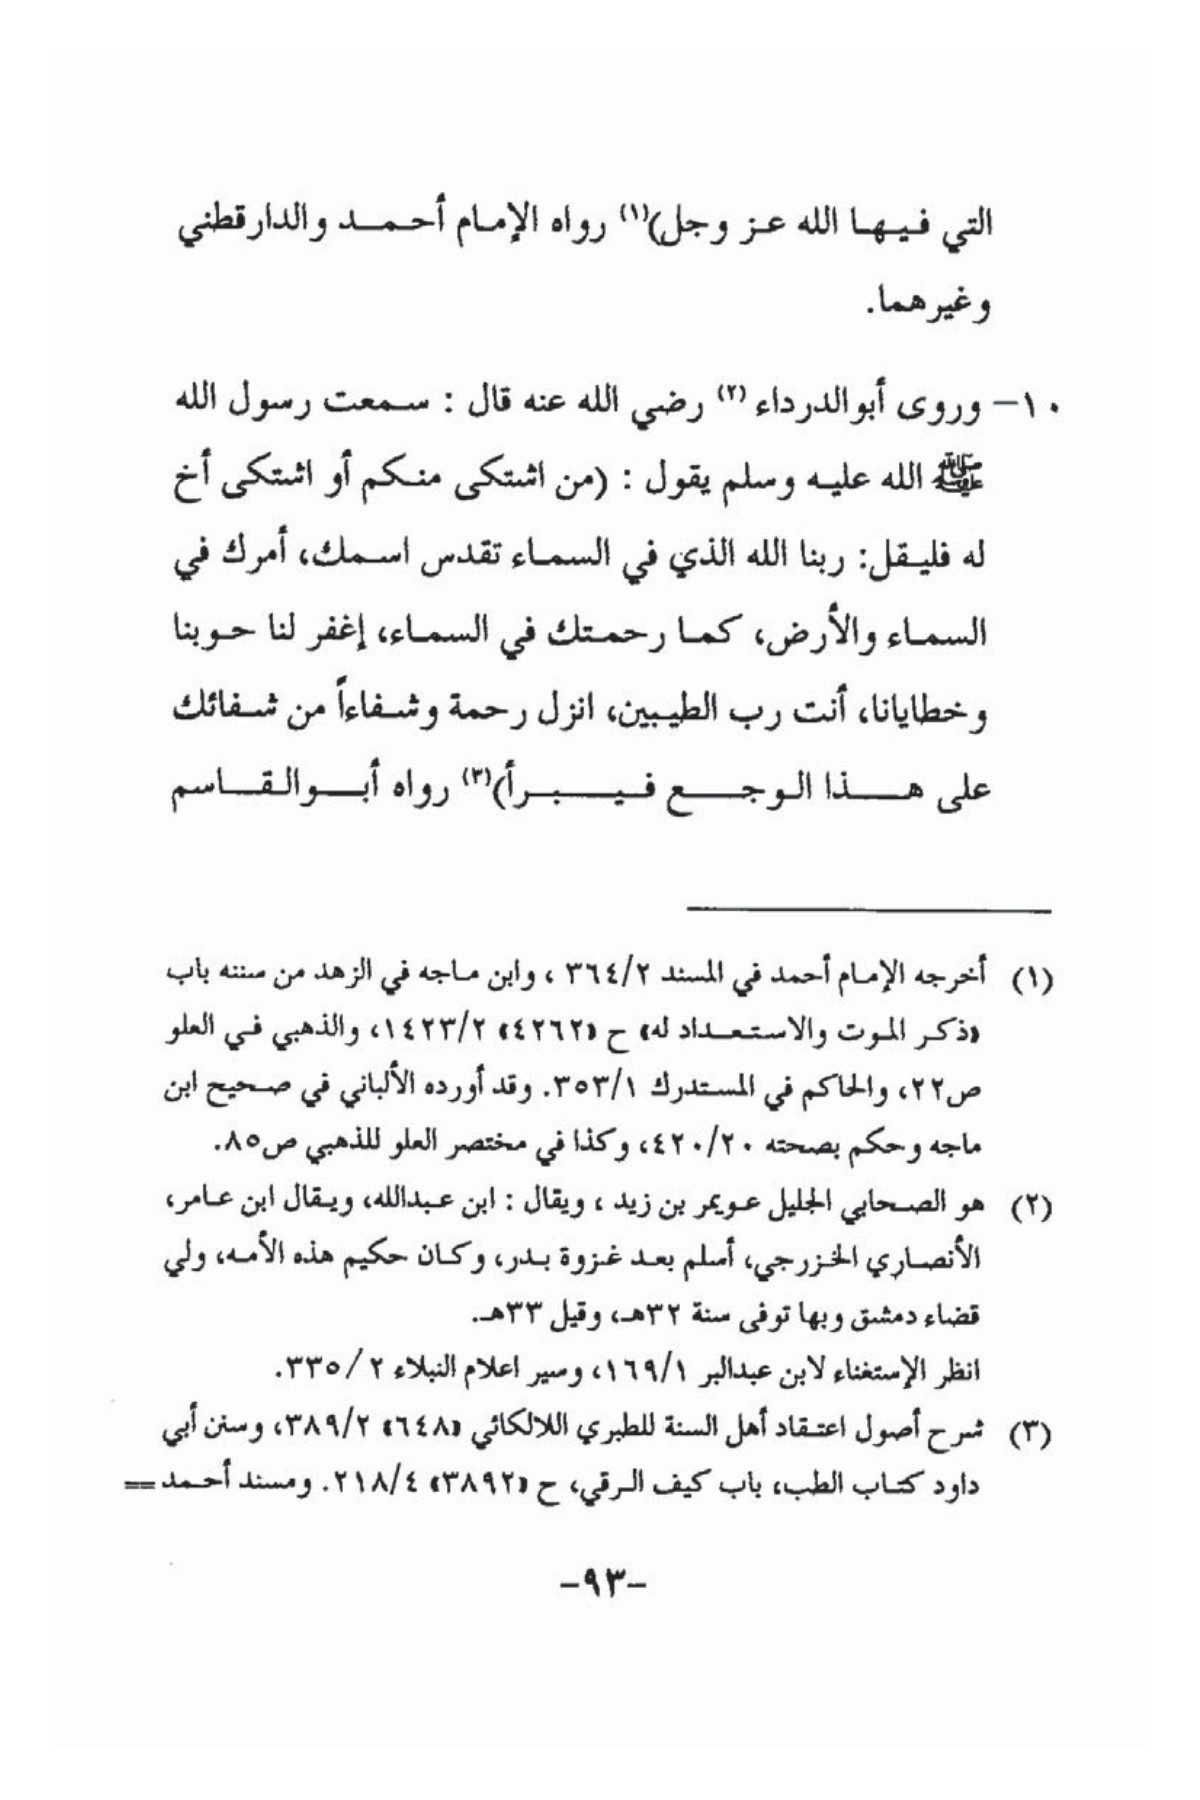 التي فيها الله عز وجل)(١) رواه الإمام أحمد والدارقطني
وغيرهما.
١٠- وروى أبوالدرداء (٢) رضي الله عنه قال : سمعت رسول الله
ﷺ الله عليه وسلم يقول : (من اشتكى منكم أو اشتكى أخ
له فليقل: ربنا الله الذي في السماء تقدس اسمك، أمرك في
السماء والأرض، كما رحمتك في السماء، إغفر لنا حوبنا
وخطايانا، أنت رب الطيبين، انزل رحمة وشفاءاً من شفائك
على هذا الوجع فيبرأ)(٣) رواه أبوالقاسم
(١) أخرجه الإمام أحمد في المسند ٣٦٤/٢ ، وابن ماجه في الزهد من سننه باب
«ذكر الموت والاستعداد له» ح «٤٢٦٢» ١٤٢٣/٢، والذهبي في العلو
ص٢٢، والحاكم في المستدرك ٣٥٣/١. وقد أورده الألباني في صحيح ابن
ماجه وحكم بصحته ٤٢٠/٢٠، وكذا في مختصر العلو للذهبي ص٨٥.
(٢) هو الصحابي الجليل عويمر بن زيد ، ويقال : ابن عبدالله، ويقال ابن عامر،
الأنصاري الخزرجي، أسلم بعد غزوة بدر، وكان حكيم هذه الأمه، ولي
قضاء دمشق وبها توفى سنة ٣٢هـ، وقيل ٣٣هـ.
انظر الإستغناء لابن عبدالبر ١٦٩/١، وسير اعلام النبلاء ٢ /٣٣٥.
(٣) شرح أصول اعتقاد أهل السنة للطبري اللالكائي «٦٤٨» ٣٨٩/٢، وسنن أبي
داود كتاب الطب، باب كيف الرقي، ح «٣٨٩٢» ٢١٨/٤. ومسند أحمد ==
-٩٣-